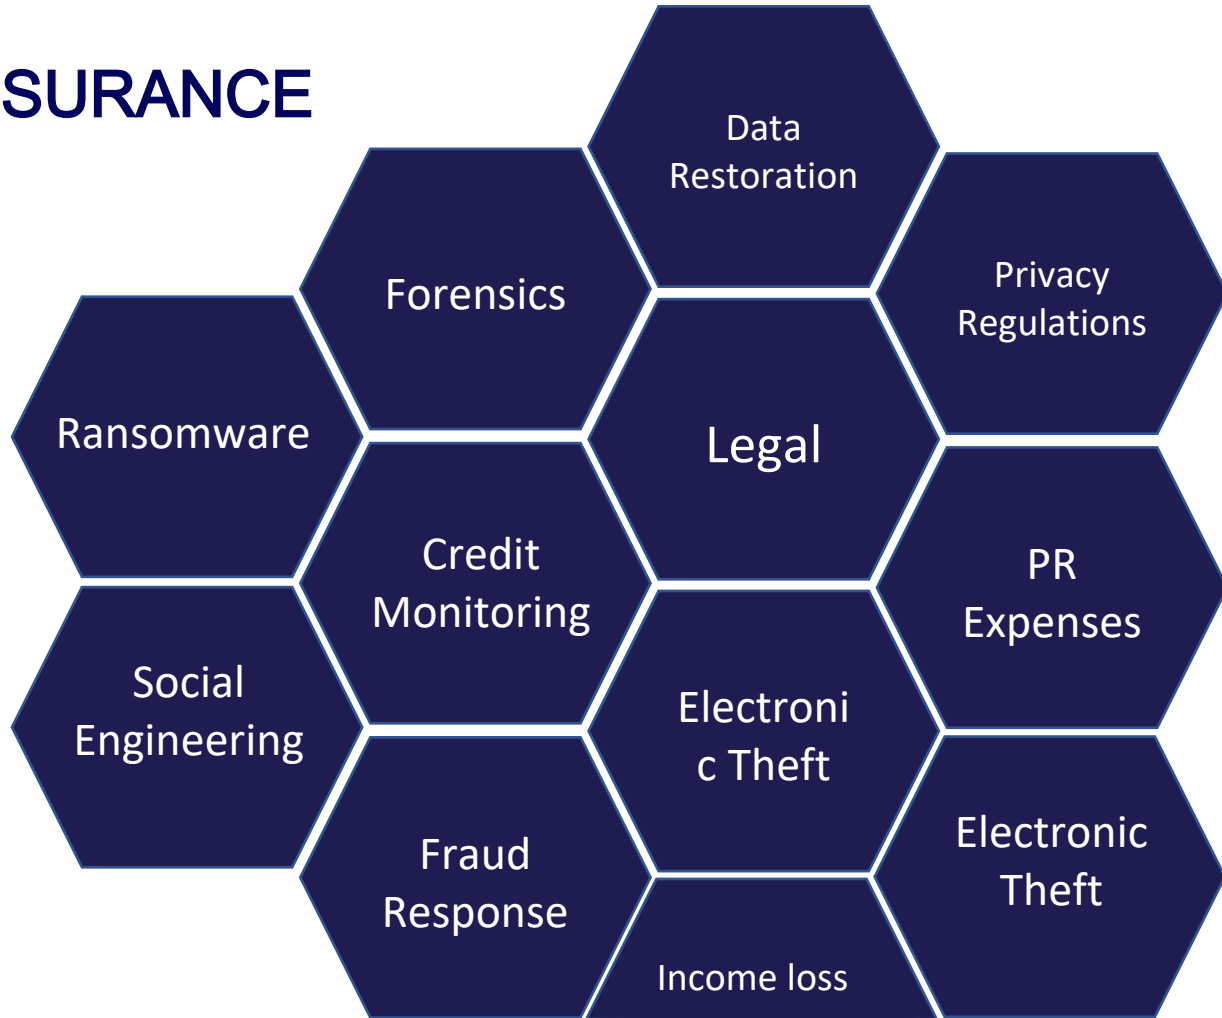 SURANCE
Data
Restoration
Forensics
Privacy
Regulations
Ransomware
Legal
Credit
Monitoring
PR
Expenses
Social
Engineering
Electroni
c Theft
Fraud
Response
Electronic
Theft
Income loss